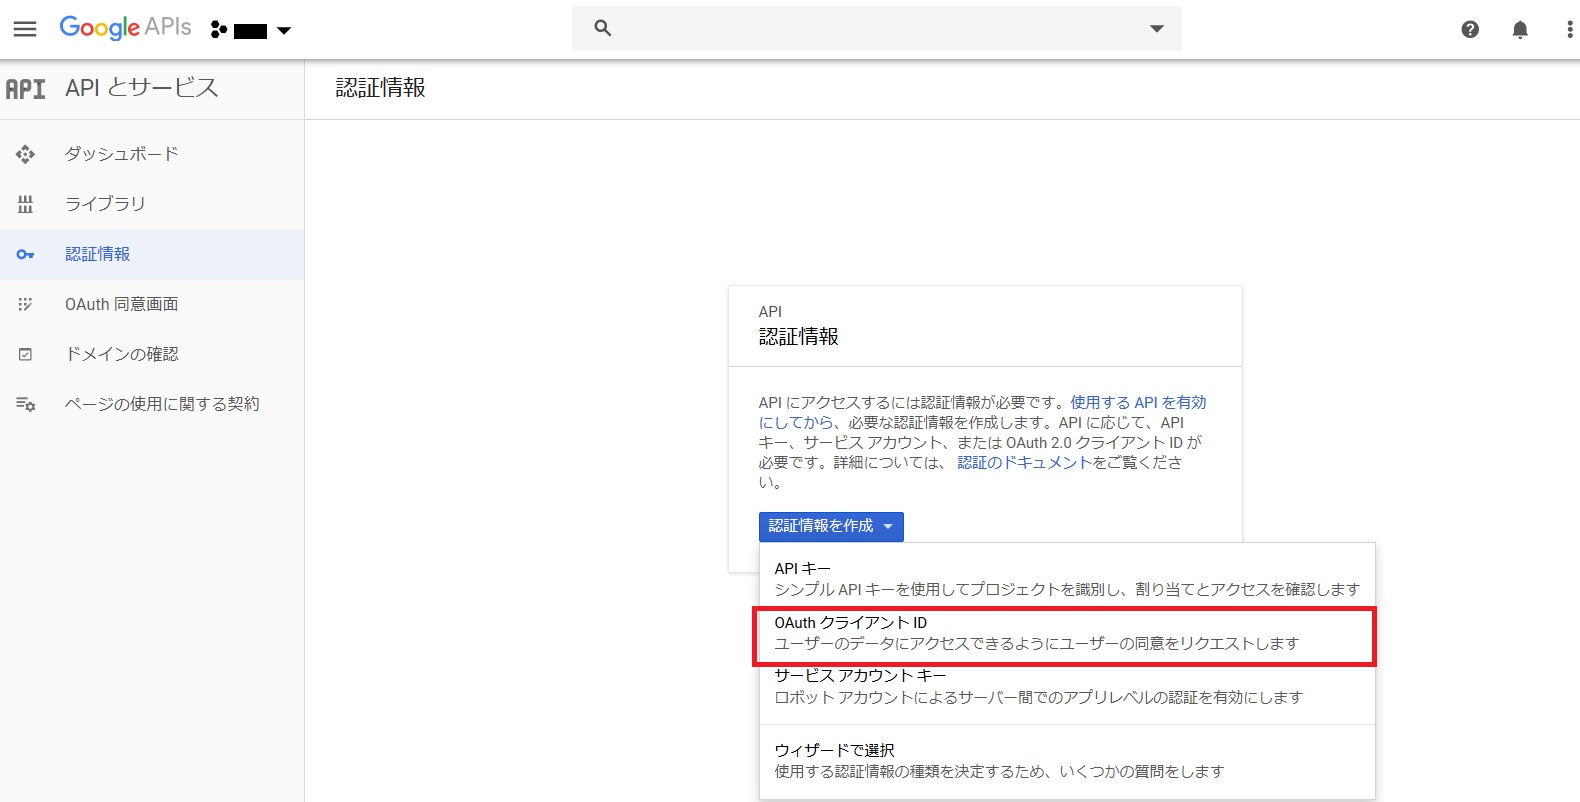 Google APIs
API APIとサービス
認証情報
ダッシュボード
ライブラリ
認証情報
OAuth 同意画面
ドメインの確認
ページの使用に関する契約
API
認証情報
API にアクセスするには認証情報が必要です。使用する API を有効
にしてから、必要な認証情報を作成します。API に応じて、API
キー、サービス アカウント、または OAuth 2.0 クライアント ID が
必要です。詳細については、 認証のドキュメントをご覧くださ
い。
認証情報を作成
API キー
シンプル API キーを使用してプロジェクトを識別し、割り当てとアクセスを確認します
OAuth クライアント ID
ユーザーのデータにアクセスできるようにユーザーの同意をリクエストします
サービス アカウント キー
ロボット アカウントによるサーバー間でのアプリレベルの認証を有効にします
ウィザードで選択
使用する認証情報の種類を決定するため、いくつかの質問をします